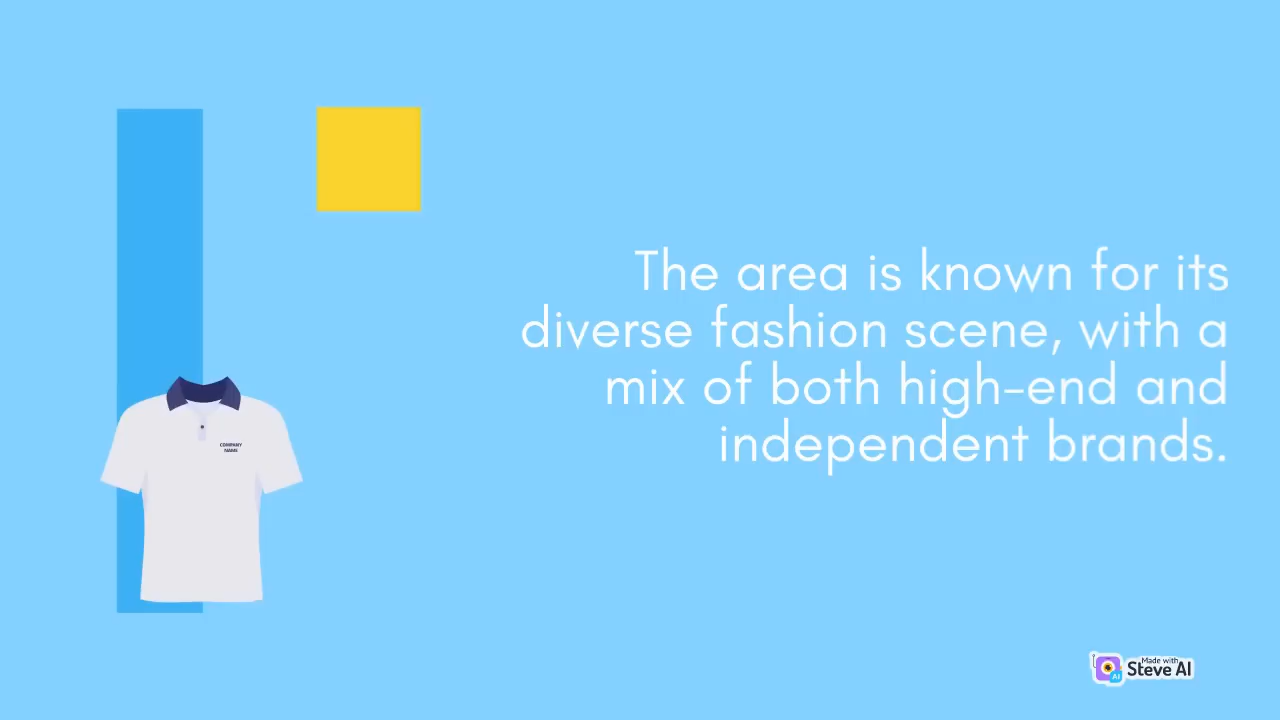 The area is known for its
diverse fashion scene, with a
mix of both high-end and
independent brands.
COMPANY
NAME
Made with
Steve AI
AI